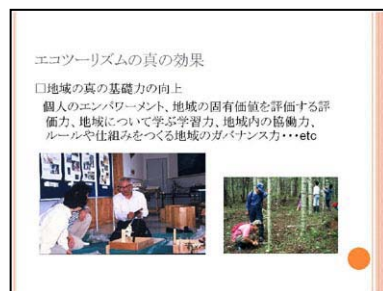 エコツーリズムの真の効果
□地域の真の基礎力の向上
個人のエンパワーメント、地域の固有価値を評価する評
価力、地域について学ぶ学習力、地域内の協働力、
ルールや仕組みをつくる地域のガバナンス力・・・etc